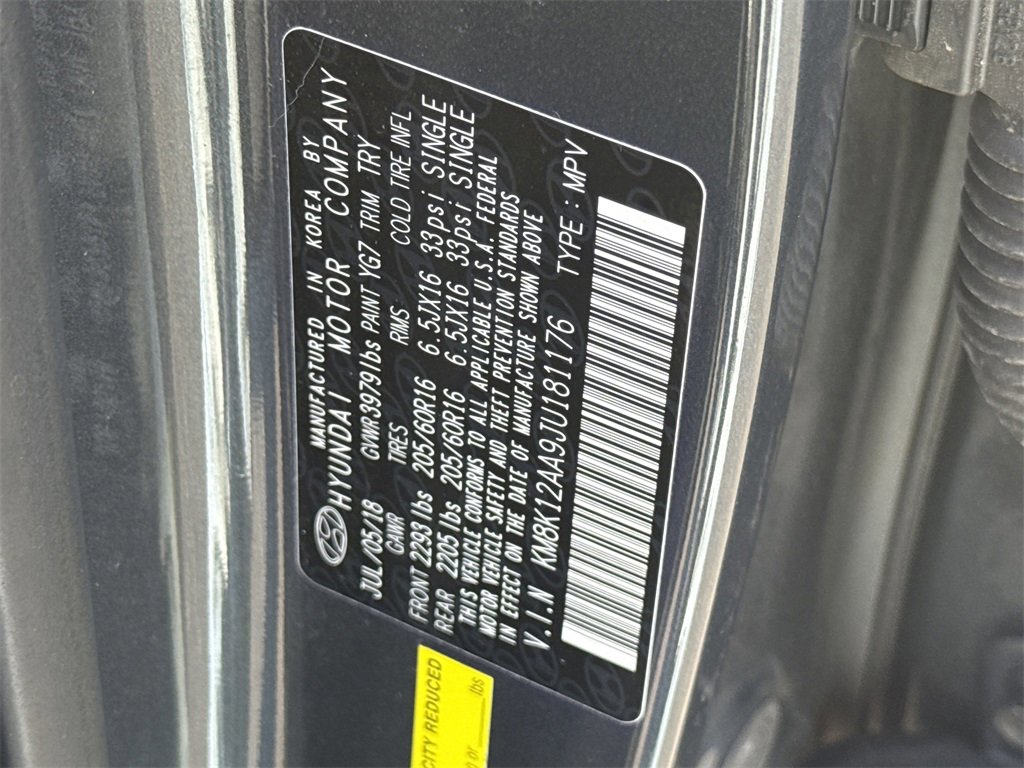 MANUFACTURED IN KOREA BY
HYUNDAI MOTOR COMPANY
JUL/05/18 GVWR 3979 lbs PAINT YG7. TRIM TRY
GAWR TIRES RIMS COLD TIRE INFL
FRONT 2293 lbs 205/60R16 6.5JX16 33psi SINGLE
REAR 2205 lbs 205/60R16 6.5JX16 33psi SINGLE
THIS VEHICLE CONFORMS TO ALL APPLICABLE U.S.A. FEDERAL
MOTOR VEHICLE SAFETY AND THEFT PREVENTION STANDARDS
IN EFFECT ON THE DATE OF MANUFACTURE SHOWN ABOVE
V.I.N KM8K12AA9JU181176 TYPE : MPV
CITY REDUCED
or lbs